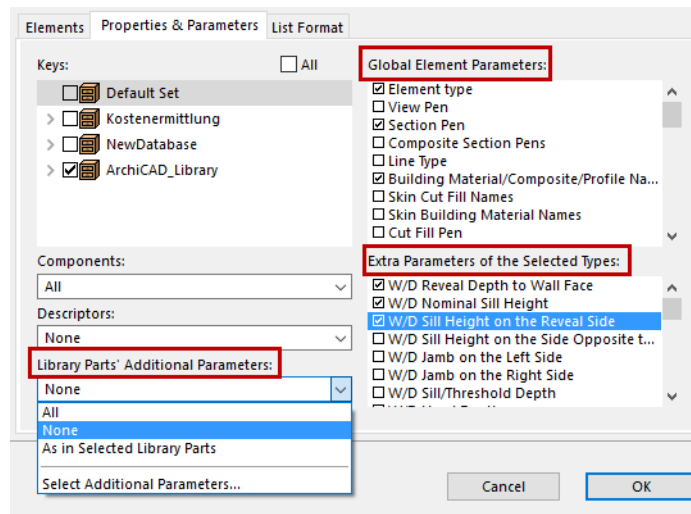 Elements Properties & Parameters List Format
Keys:
All
Default Set
Kostenermittlung
NewDatabase
ArchiCAD_Library
Components:
All
Descriptors:
None
Library Parts' Additional Parameters:
None
All
None
As in Selected Library Parts
Select Additional Parameters...
Global Element Parameters:
Element type
View Pen
Section Pen
Composite Section Pens
Line Type
Building Material/Composite/Profile Na...
Skin Cut Fill Names
Skin Building Material Names
Cut Fill Pen
Extra Parameters of the Selected Types:
W/D Reveal Depth to Wall Face
W/D Nominal Sill Height
W/D Sill Height on the Reveal Side
W/D Sill Height on the Side Opposite t...
W/D Jamb on the Left Side
W/D Jamb on the Right Side
W/D Sill/Threshold Depth
Cancel OK